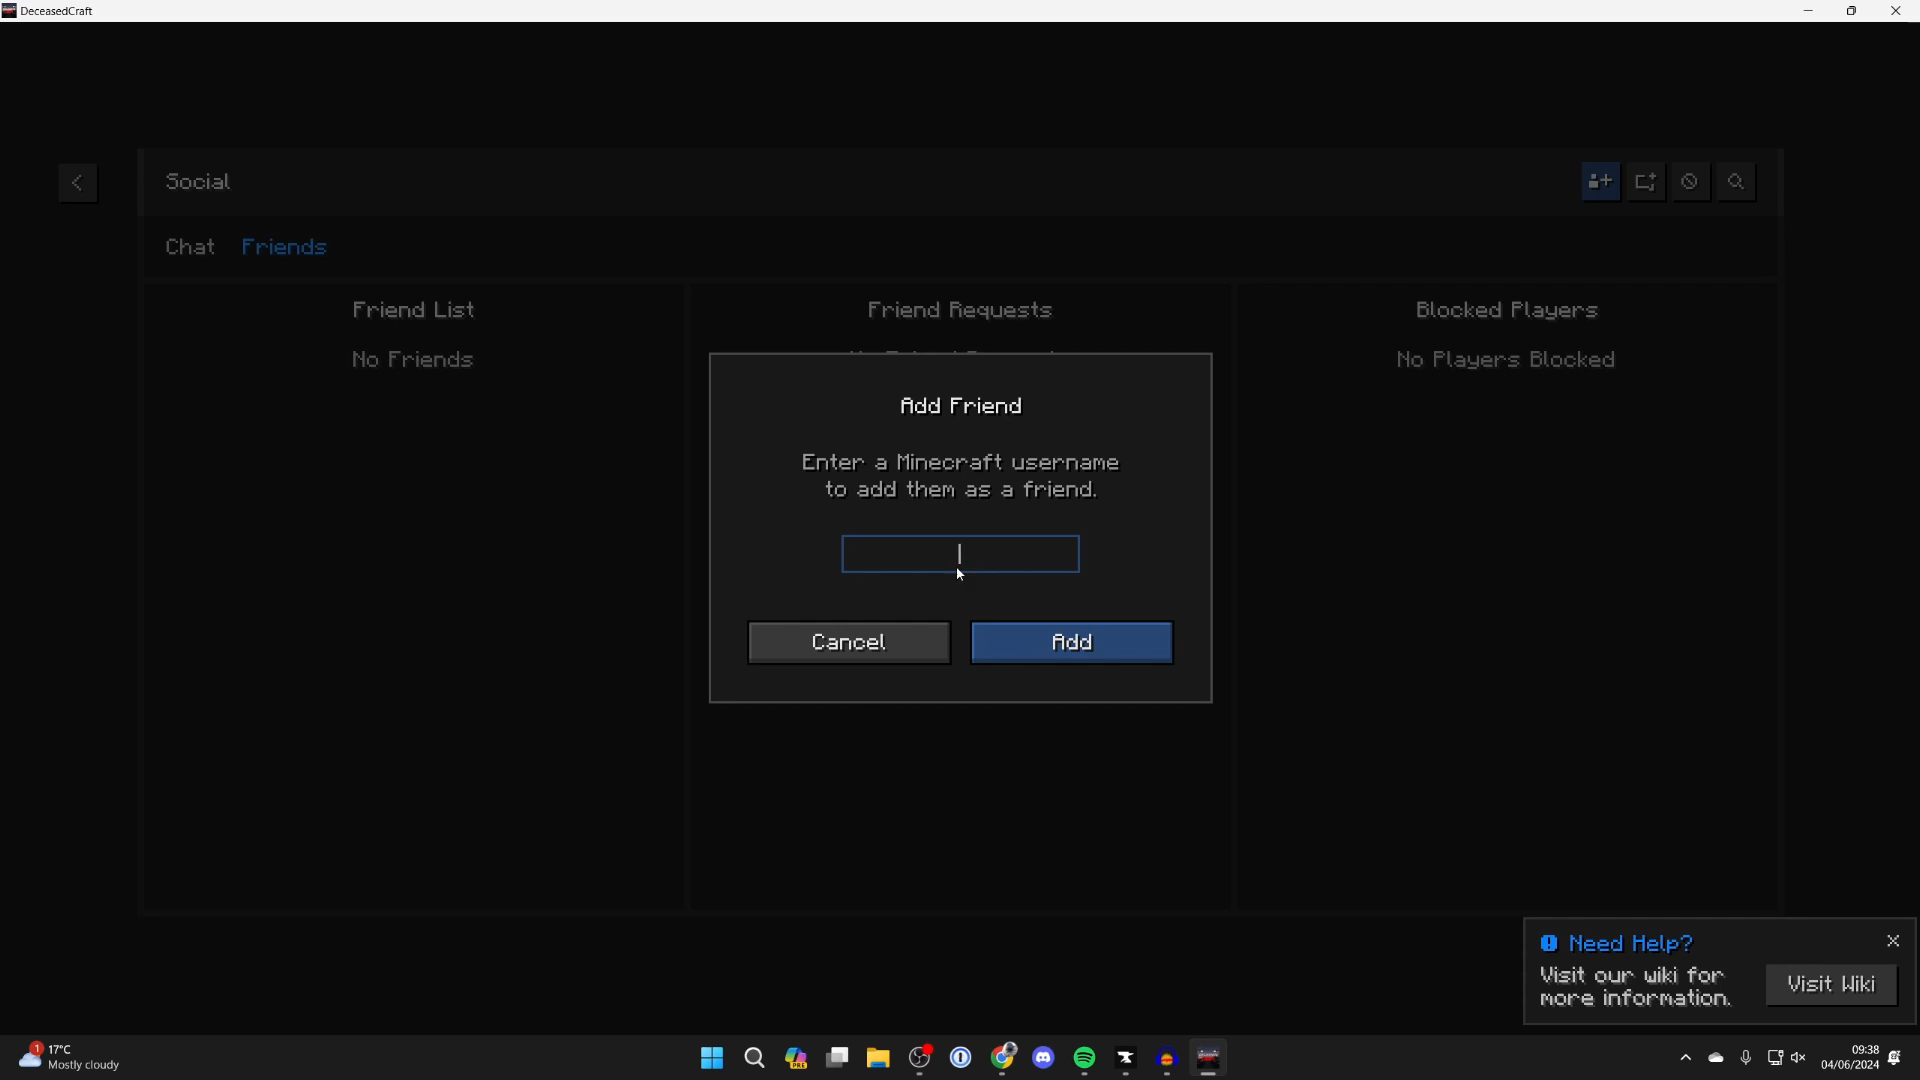 DeceasedCraft
Social
Chat Friends
Friend List
No Friends
Friend Requests
Blocked Players
No Players Blocked
Add Friend
Enter a Minecraft username
to add them as a friend.
Cancel
Add
Need Help?
Visit our wiki for
more information.
Visit Wiki
1
17°C
Mostly cloudy
PRE
09:38
04/06/2024